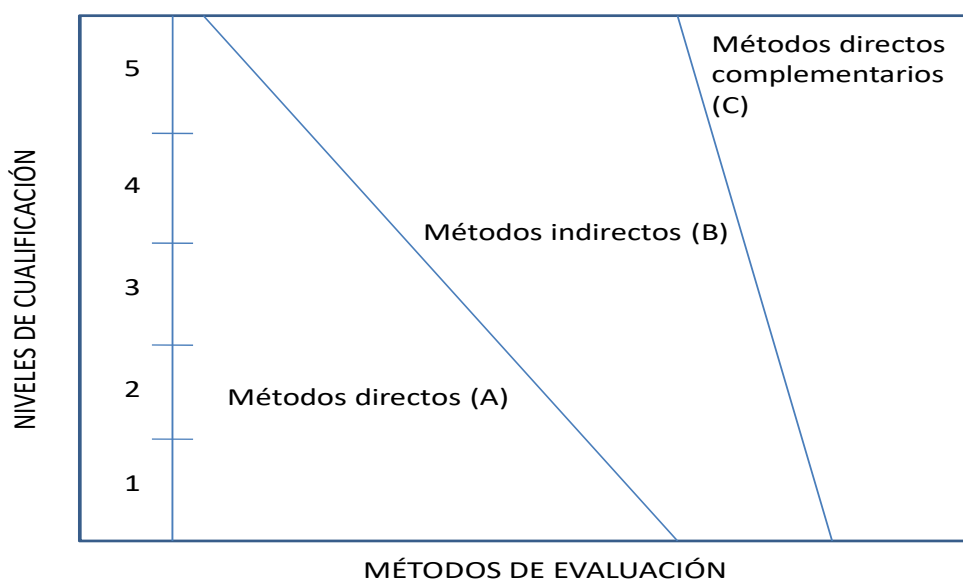 NIVELES DE CUALIFICACIÓN
5
4
3
2
1
Métodos directos
complementarios
(C)
Métodos indirectos (B)
Métodos directos (A)
MÉTODOS DE EVALUACIÓN